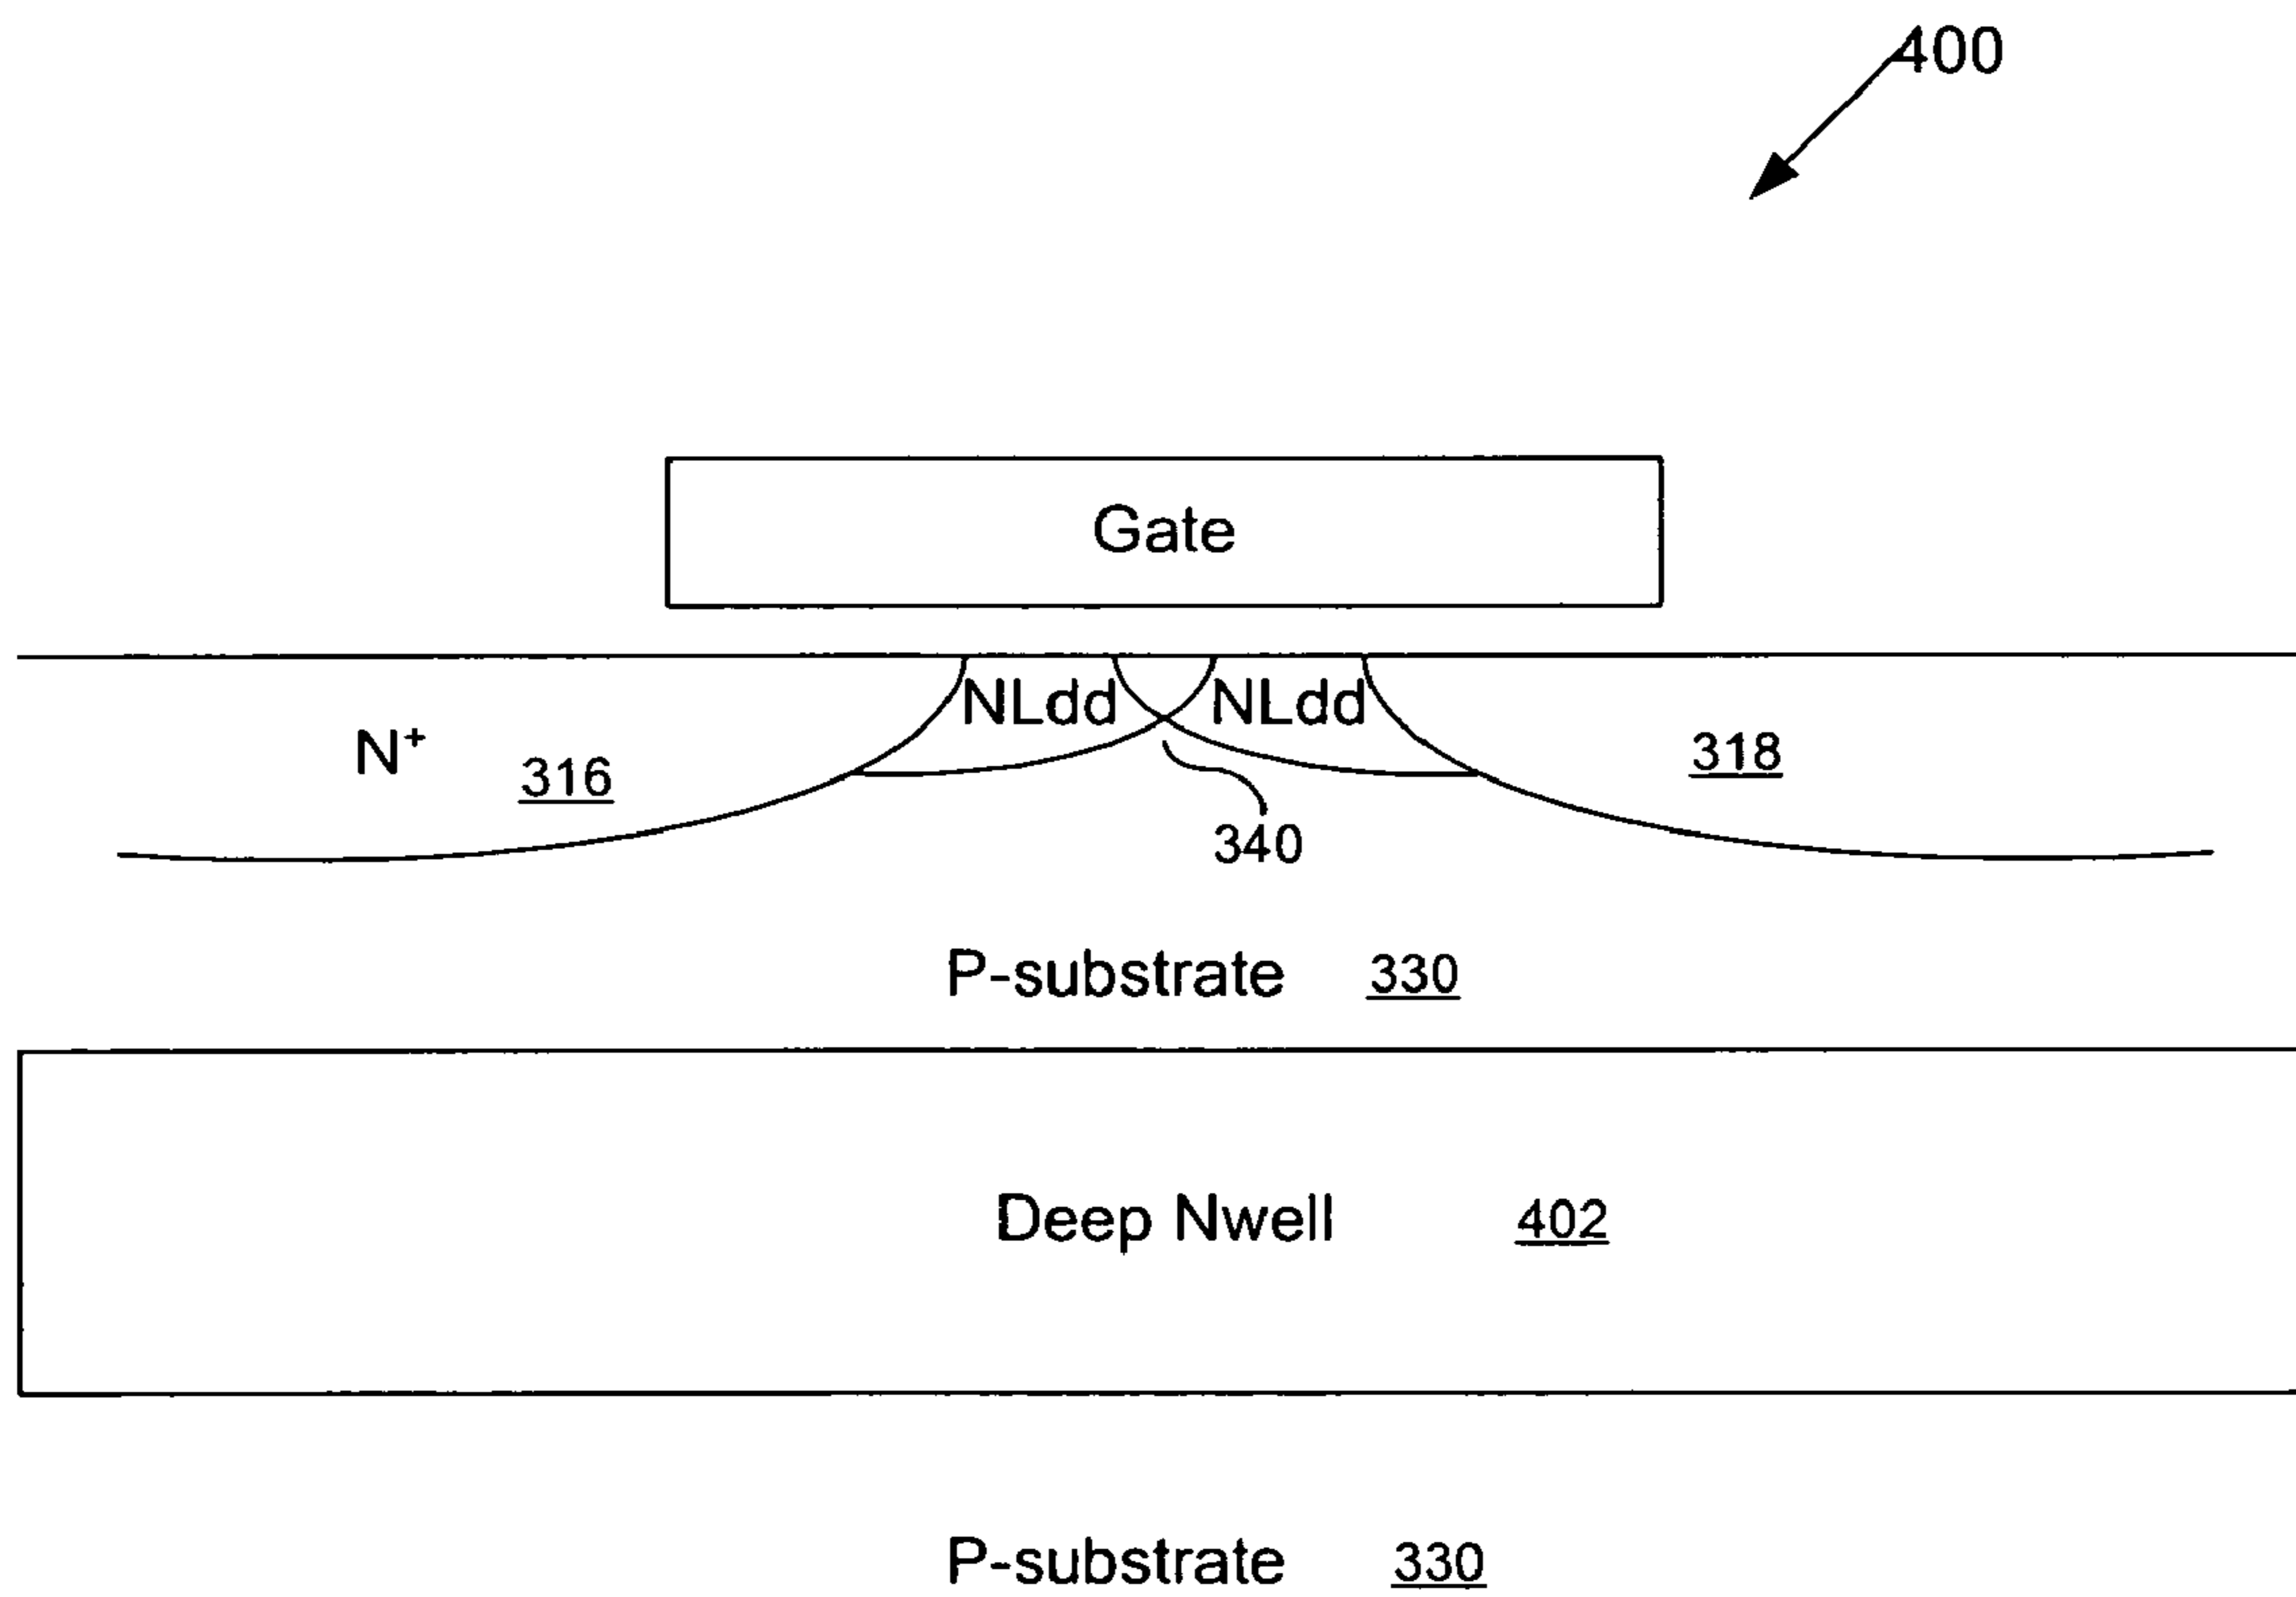 400
Gate
NLdd NLdd
N+ 316 318
340
P-substrate 330
Deep Nwell 402
P-substrate 330